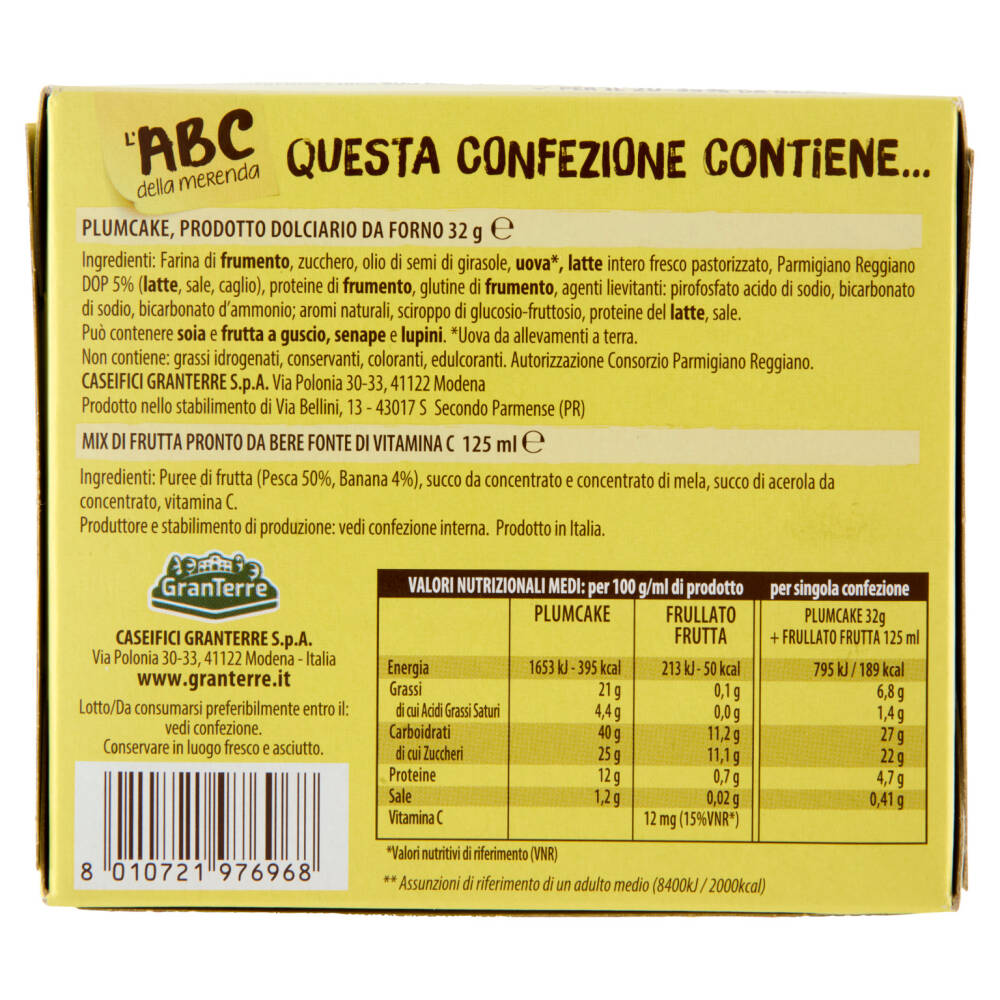 L'ABC
della merenda
QUESTA CONFEZIONE CONTIENE...
PLUMCAKE, PRODOTTO DOLCIARIO DA FORNO 32 g ℮
Ingredienti: Farina di frumento, zucchero, olio di semi di girasole, uova*, latte intero fresco pastorizzato, Parmigiano Reggiano
DOP 5% (latte, sale, caglio), proteine di frumento, glutine di frumento, agenti lievitanti: pirofosfato acido di sodio, bicarbonato
di sodio, bicarbonato d'ammonio; aromi naturali, sciroppo di glucosio-fruttosio, proteine del latte, sale.
Può contenere soia e frutta a guscio, senape e lupini. *Uova da allevamenti a terra.
Non contiene: grassi idrogenati, conservanti, coloranti, edulcoranti. Autorizzazione Consorzio Parmigiano Reggiano.
CASEIFICI GRANTERRE S.p.A. Via Polonia 30-33, 41122 Modena
Prodotto nello stabilimento di Via Bellini, 13 - 43017 S Secondo Parmense (PR)
MIX DI FRUTTA PRONTO DA BERE FONTE DI VITAMINA C 125 ml ℮
Ingredienti: Puree di frutta (Pesca 50%, Banana 4%), succo da concentrato e concentrato di mela, succo di acerola da
concentrato, vitamina C.
Produttore e stabilimento di produzione: vedi confezione interna. Prodotto in Italia.
GranTerre
CASEIFICI GRANTERRE S.p.A.
Via Polonia 30-33, 41122 Modena - Italia
www.granterre.it
Lotto/Da consumarsi preferibilmente entro il:
vedi confezione.
Conservare in luogo fresco e asciutto.
8 010721 976968
VALORI NUTRIZIONALI MEDI: per 100 g/ml di prodotto per singola confezione
PLUMCAKE FRULLATO FRUTTA PLUMCAKE 32g + FRULLATO FRUTTA 125 ml
Energia 1653 kJ - 395 kcal 213 kJ - 50 kcal 795 kJ / 189 kcal
Grassi 21 g 0,1 g 6,8 g
di cui Acidi Grassi Saturi 4,4 g 0,0 g 1,4 g
Carboidrati 40 g 11,2 g 27 g
di cui Zuccheri 25 g 11,1 g 22 g
Proteine 12 g 0,7 g 4,7 g
Sale 1,2 g 0,02 g 0,41 g
Vitamina C 12 mg (15%VNR*)
*Valori nutritivi di riferimento (VNR)
** Assunzioni di riferimento di un adulto medio (8400kJ / 2000kcal)